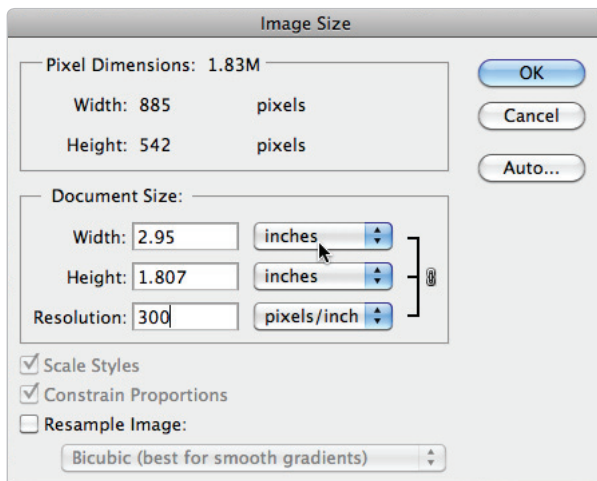 Image Size
Pixel Dimensions: 1.83M
Width: 885 pixels
Height: 542 pixels
OK
Cancel
Auto...
Document Size:
Width: 2.95 inches
Height: 1.807 inches
Resolution: 300 pixels/inch
Scale Styles
Constrain Proportions
Resample Image:
Bicubic (best for smooth gradients)